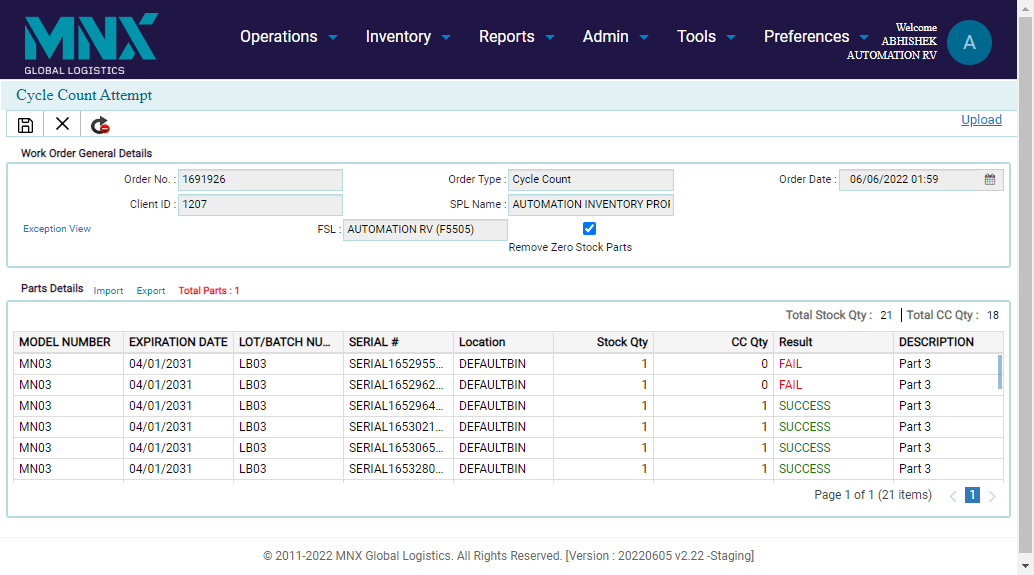 MNX
GLOBAL LOGISTICS
Operations Inventory Reports Admin Tools Preferences
Welcome
ABHISHEK
AUTOMATION RV
A
Cycle Count Attempt
Upload
Work Order General Details
Order No. : 1691926 Order Type : Cycle Count Order Date : 06/06/2022 01:59
Client ID : 1207 SPL Name : AUTOMATION INVENTORY PROF
Exception View FSL : AUTOMATION RV (F5505)
Remove Zero Stock Parts
Parts Details Import Export Total Parts : 1
Total Stock Qty : 21 Total CC Qty : 18
MODEL NUMBER EXPIRATION DATE LOT/BATCH NU... SERIAL # Location Stock Qty CC Qty Result DESCRIPTION
MN03 04/01/2031 LB03 SERIAL1652955... DEFAULTBIN 1 0 FAIL Part 3
MN03 04/01/2031 LB03 SERIAL1652962... DEFAULTBIN 1 0 FAIL Part 3
MN03 04/01/2031 LB03 SERIAL1652964... DEFAULTBIN 1 1 SUCCESS Part 3
MN03 04/01/2031 LB03 SERIAL1653021... DEFAULTBIN 1 1 SUCCESS Part 3
MN03 04/01/2031 LB03 SERIAL1653065... DEFAULTBIN 1 1 SUCCESS Part 3
MN03 04/01/2031 LB03 SERIAL1653280... DEFAULTBIN 1 1 SUCCESS Part 3
Page 1 of 1 (21 items) 1
© 2011-2022 MNX Global Logistics. All Rights Reserved. [Version : 20220605 v2.22 -Staging]